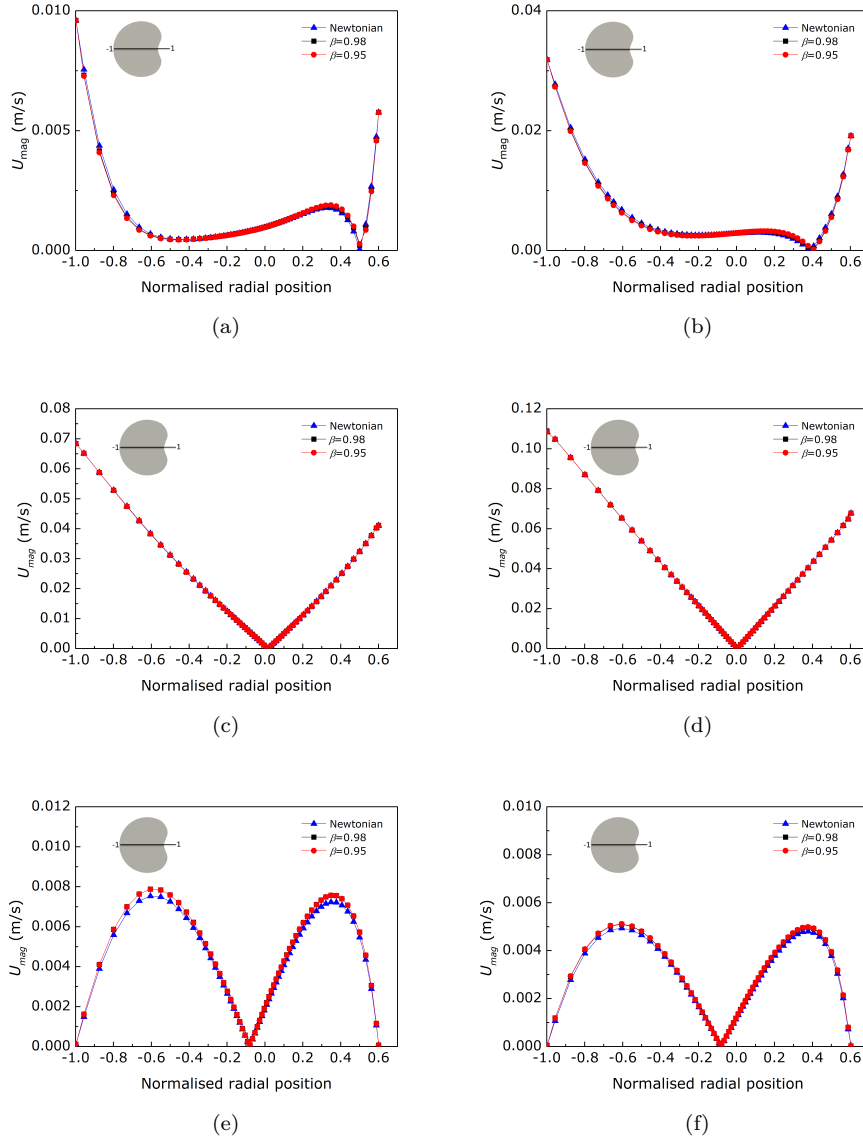 0.010
0.005
0.000
U_mag (m/s)
-1 1
Newtonian
β=0.98
β=0.95
-1.0 -0.8 -0.6 -0.4 -0.2 0.0 0.2 0.4 0.6
Normalised radial position
(a)
0.04
0.02
0.00
U_mag (m/s)
-1 1
Newtonian
β=0.98
β=0.95
-1.0 -0.8 -0.6 -0.4 -0.2 0.0 0.2 0.4 0.6
Normalised radial position
(b)
0.08
0.07
0.06
0.05
0.04
0.03
0.02
0.01
0.00
U_mag (m/s)
-1 1
Newtonian
β=0.98
β=0.95
-1.0 -0.8 -0.6 -0.4 -0.2 0.0 0.2 0.4 0.6
Normalised radial position
(c)
0.12
0.10
0.08
0.06
0.04
0.02
0.00
U_mag (m/s)
-1 1
Newtonian
β=0.98
β=0.95
-1.0 -0.8 -0.6 -0.4 -0.2 0.0 0.2 0.4 0.6
Normalised radial position
(d)
0.012
0.010
0.008
0.006
0.004
0.002
0.000
U_mag (m/s)
-1 1
Newtonian
β=0.98
β=0.95
-1.0 -0.8 -0.6 -0.4 -0.2 0.0 0.2 0.4 0.6
Normalised radial position
(e)
0.010
0.008
0.006
0.004
0.002
0.000
U_mag (m/s)
-1 1
Newtonian
β=0.98
β=0.95
-1.0 -0.8 -0.6 -0.4 -0.2 0.0 0.2 0.4 0.6
Normalised radial position
(f)